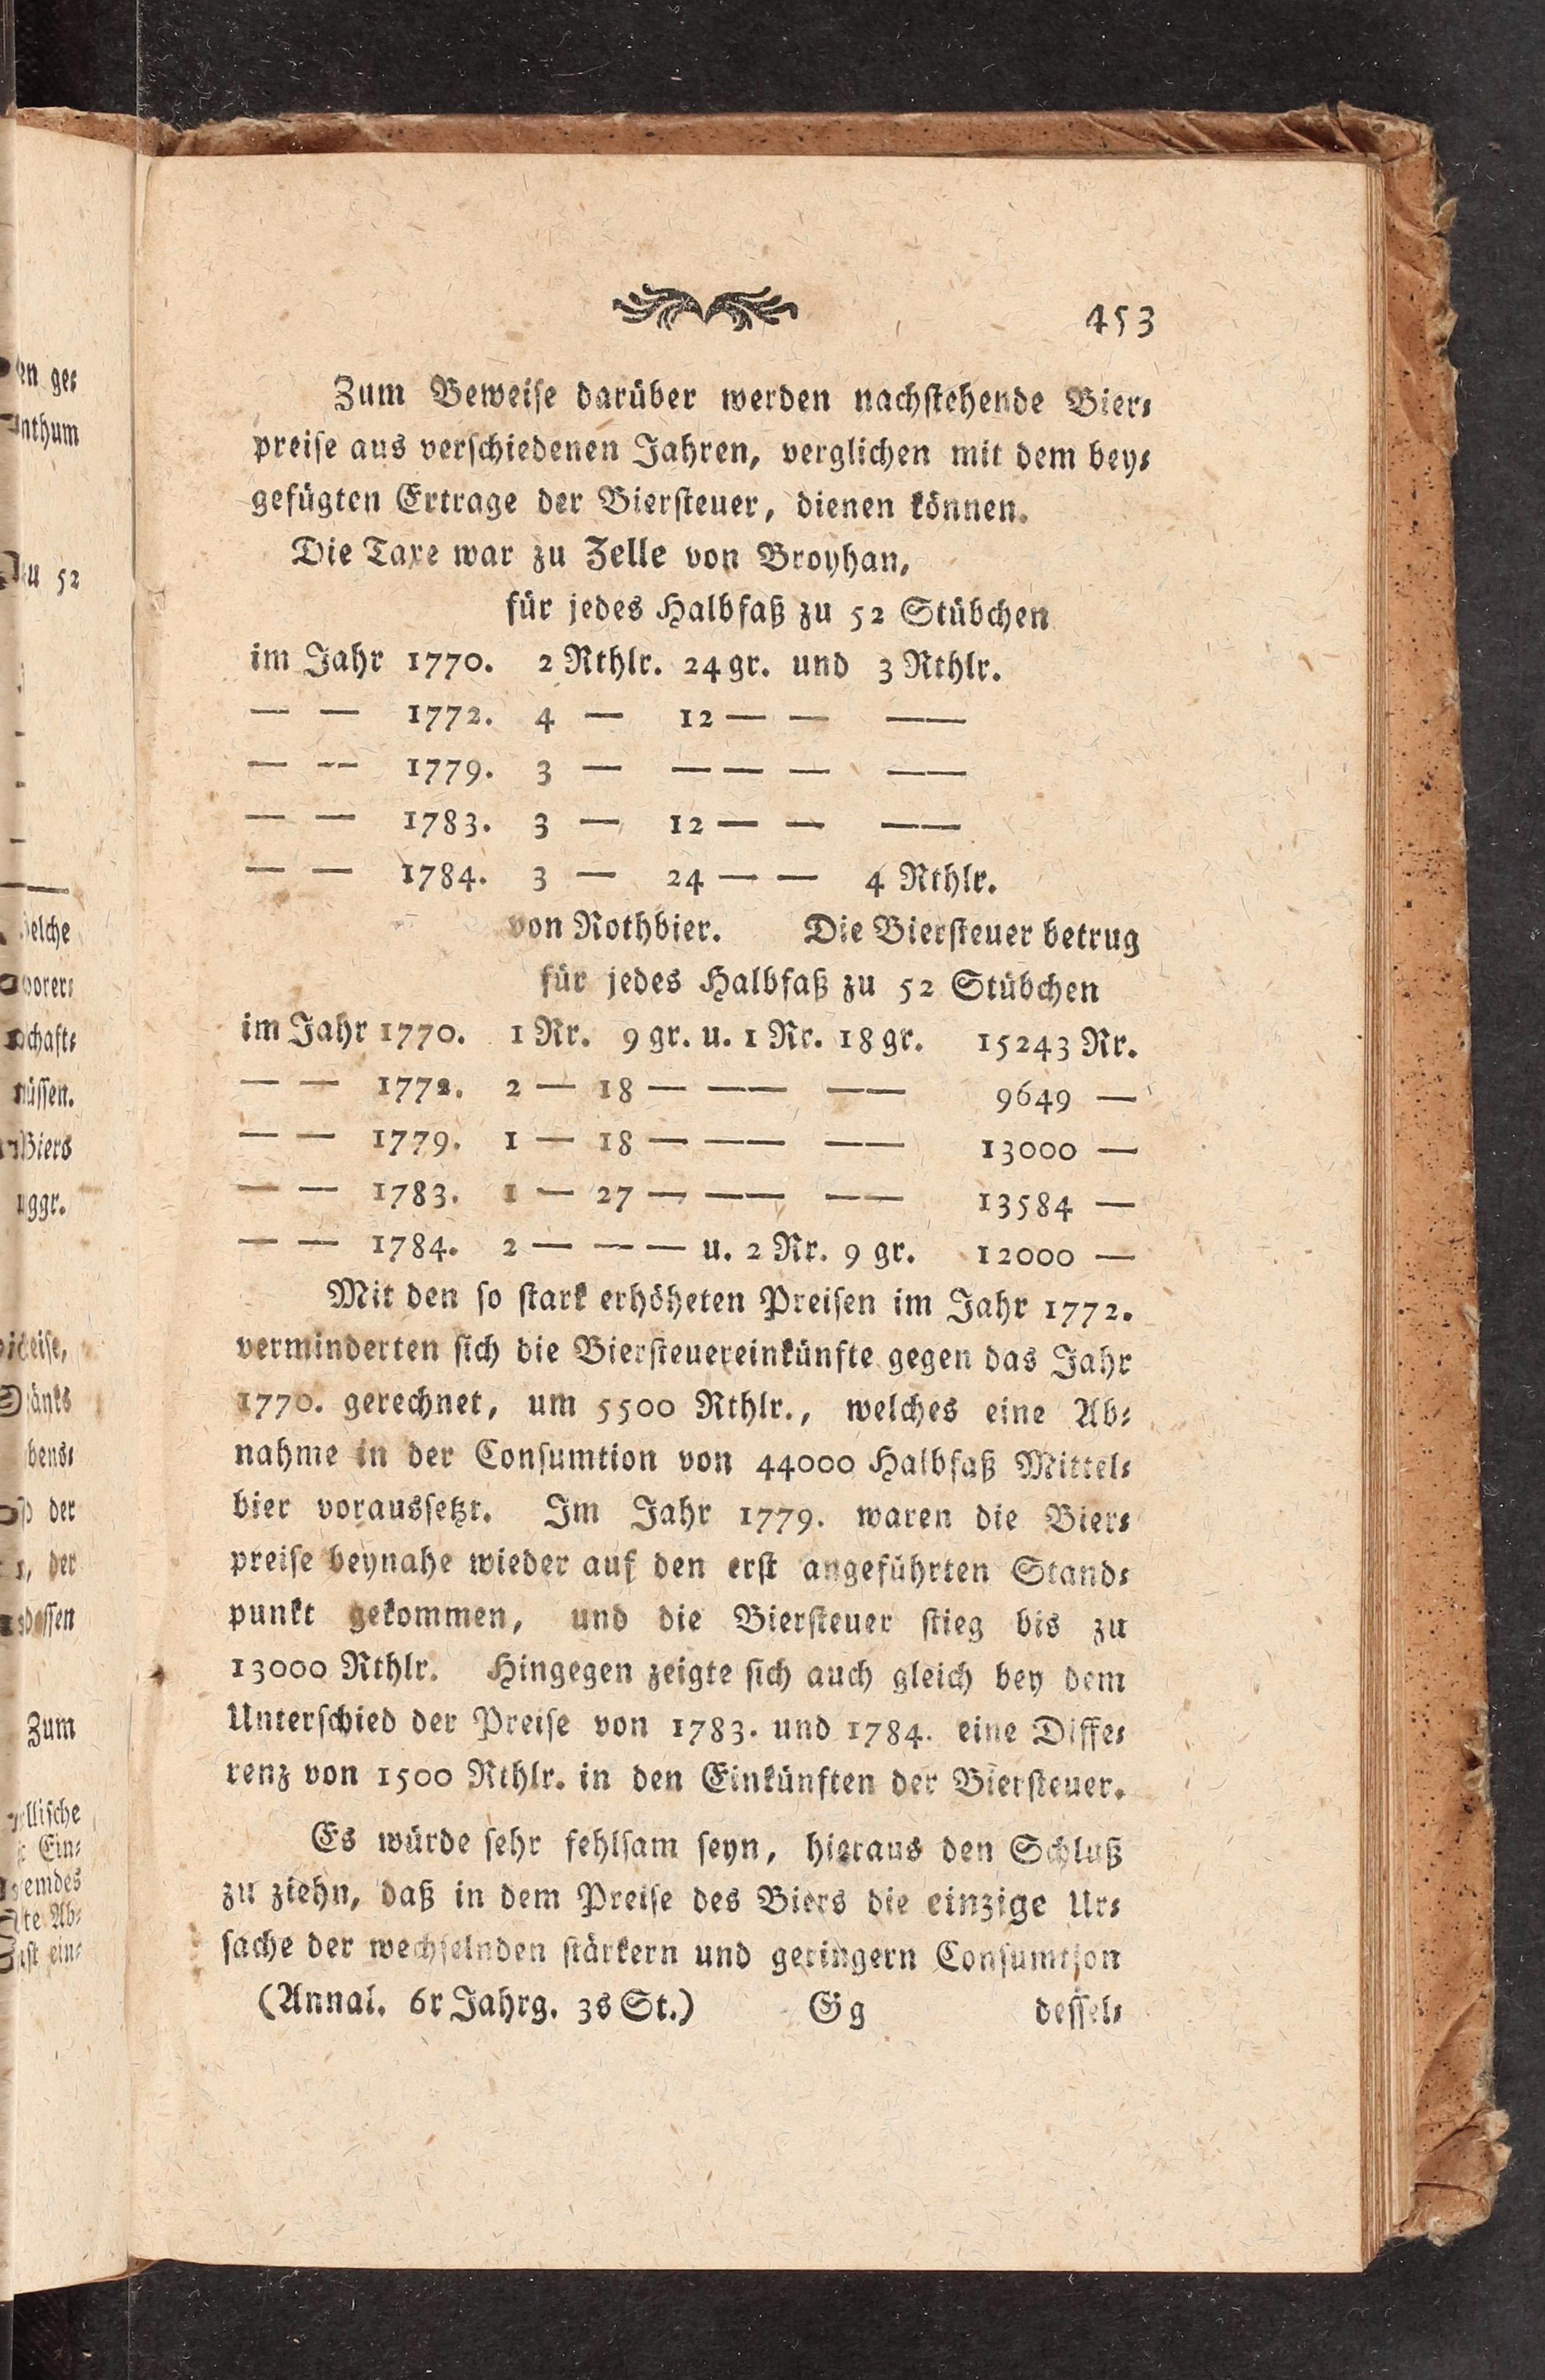 453
Zum Beweise darüber werden nachstehende Bier⸗
preise aus verschiedenen Jahren, verglichen mit dem bey⸗
gefügten Ertrage der Biersteuer, dienen können.
Die Taxe war zu Zelle von Broyhan,
für jedes Halbfaß zu 52 Stübchen
im Jahr 1770. 2 Rthlr. 24 gr. und 3 Rthlr.
— — 1772. 4 — 12 — — ——
— — 1779. 3 — —— — ——
— — 1783. 3 — 12 — — ——
— — 1784. 3 — 24 — — 4 Rthlr.
von Rothbier. Die Biersteuer betrug
für jedes Halbfaß zu 52 Stübchen
im Jahr 1770. 1 Rr. 9 gr. u. 1 Rr. 18 gr. 15243 Rr.
— — 1772. 2 — 18 — —— —— 9649 —
— — 1779. 1 — 18 — —— —— 13000 —
— — 1783. 1 — 27 — —— —— 13584 —
— — 1784. 2 — — — u. 2 Rr. 9 gr. 12000 —
Mit den so stark erhöheten Preisen im Jahr 1772.
verminderten sich die Biersteuereinkünfte gegen das Jahr
1770. gerechnet, um 5500 Rthlr., welches eine Ab⸗
nahme in der Consumtion von 44000 Halbfaß Mittel⸗
bier voraussetzt. Im Jahr 1779. waren die Bier⸗
preise beynahe wieder auf den erst angeführten Stand⸗
punkt gekommen, und die Biersteuer stieg bis zu
13000 Rthlr. Hingegen zeigte sich auch gleich bey dem
Unterschied der Preise von 1783. und 1784. eine Diffe⸗
renz von 1500 Rthlr. in den Einkünften der Biersteuer.
Es würde sehr fehlsam seyn, hieraus den Schluß
zu ziehn, daß in dem Preise des Biers die einzige Ur⸗
sache der wechselnden stärkern und geringern Consumtion
(Annal. 6r Jahrg. 3s St.) Gg dessel⸗